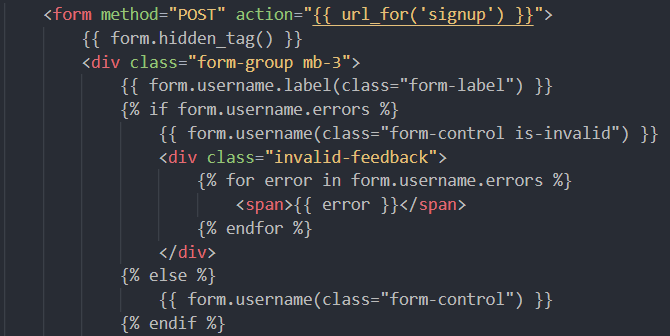 <form method="POST" action="{{ url_for('signup') }}">
{{ form.hidden_tag() }}
<div class="form-group mb-3">
{{ form.username.label(class="form-label") }}
{% if form.username.errors %}
{{ form.username(class="form-control is-invalid") }}
<div class="invalid-feedback">
{% for error in form.username.errors %}
<span>{{ error }}</span>
{% endfor %}
</div>
{% else %}
{{ form.username(class="form-control") }}
{% endif %}